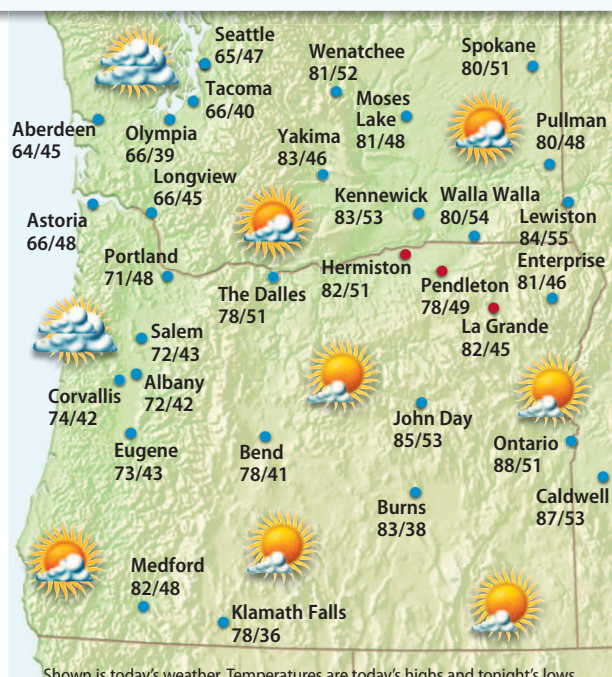 Seattle
65/47
Wenatchee
81/52
Spokane
80/51
Tacoma
66/40
Moses
Lake
81/48
Aberdeen
64/45
Olympia
66/39
Yakima
83/46
Pullman
80/48
Longview
66/45
Kennewick
83/53
Walla Walla
80/54
Lewiston
84/55
Astoria
66/48
Portland
71/48
The Dalles
78/51
Hermiston
82/51
Pendleton
78/49
Enterprise
81/46
La Grande
82/45
Salem
72/43
Corvallis
74/42
Albany
72/42
John Day
85/53
Eugene
73/43
Bend
78/41
Ontario
88/51
Caldwell
87/53
Burns
83/38
Medford
82/48
Klamath Falls
78/36
Shown is today's weather. Temperatures are today's highs and tonight's lows.